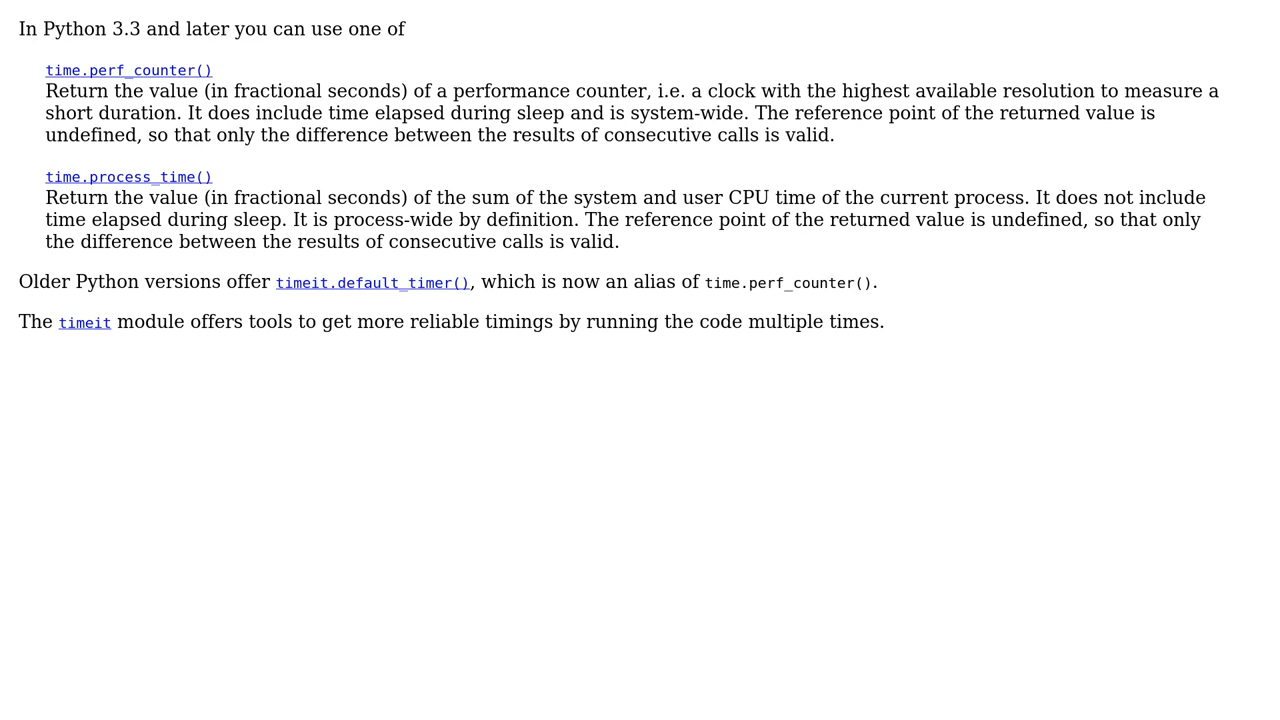 In Python 3.3 and later you can use one of
time.perf_counter()
Return the value (in fractional seconds) of a performance counter, i.e. a clock with the highest available resolution to measure a
short duration. It does include time elapsed during sleep and is system-wide. The reference point of the returned value is
undefined, so that only the difference between the results of consecutive calls is valid.
time.process_time()
Return the value (in fractional seconds) of the sum of the system and user CPU time of the current process. It does not include
time elapsed during sleep. It is process-wide by definition. The reference point of the returned value is undefined, so that only
the difference between the results of consecutive calls is valid.
Older Python versions offer timeit.default_timer(), which is now an alias of time.perf_counter().
The timeit module offers tools to get more reliable timings by running the code multiple times.